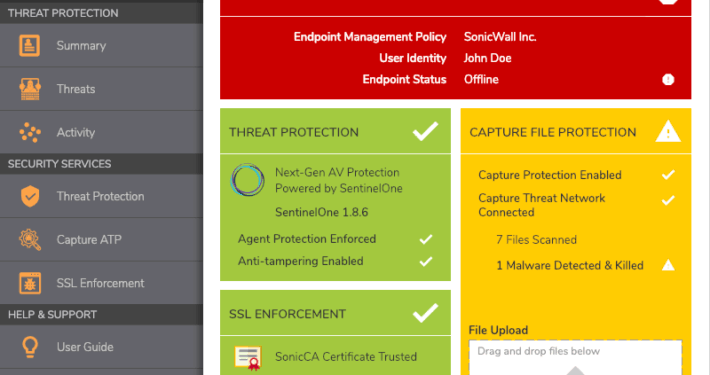 THREAT PROTECTION
Summary
Threats
Activity
SECURITY SERVICES
Threat Protection
Capture ATP
SSL Enforcement
HELP & SUPPORT
User Guide
Endpoint Management Policy SonicWall Inc.
User Identity John Doe
Endpoint Status Offline
THREAT PROTECTION
Next-Gen AV Protection
Powered by SentinelOne
SentinelOne 1.8.6
Agent Protection Enforced
Anti-tampering Enabled
SSL ENFORCEMENT
SonicCA Certificate Trusted
CAPTURE FILE PROTECTION
Capture Protection Enabled
Capture Threat Network
Connected
7 Files Scanned
1 Malware Detected & Killed
File Upload
Drag and drop files below